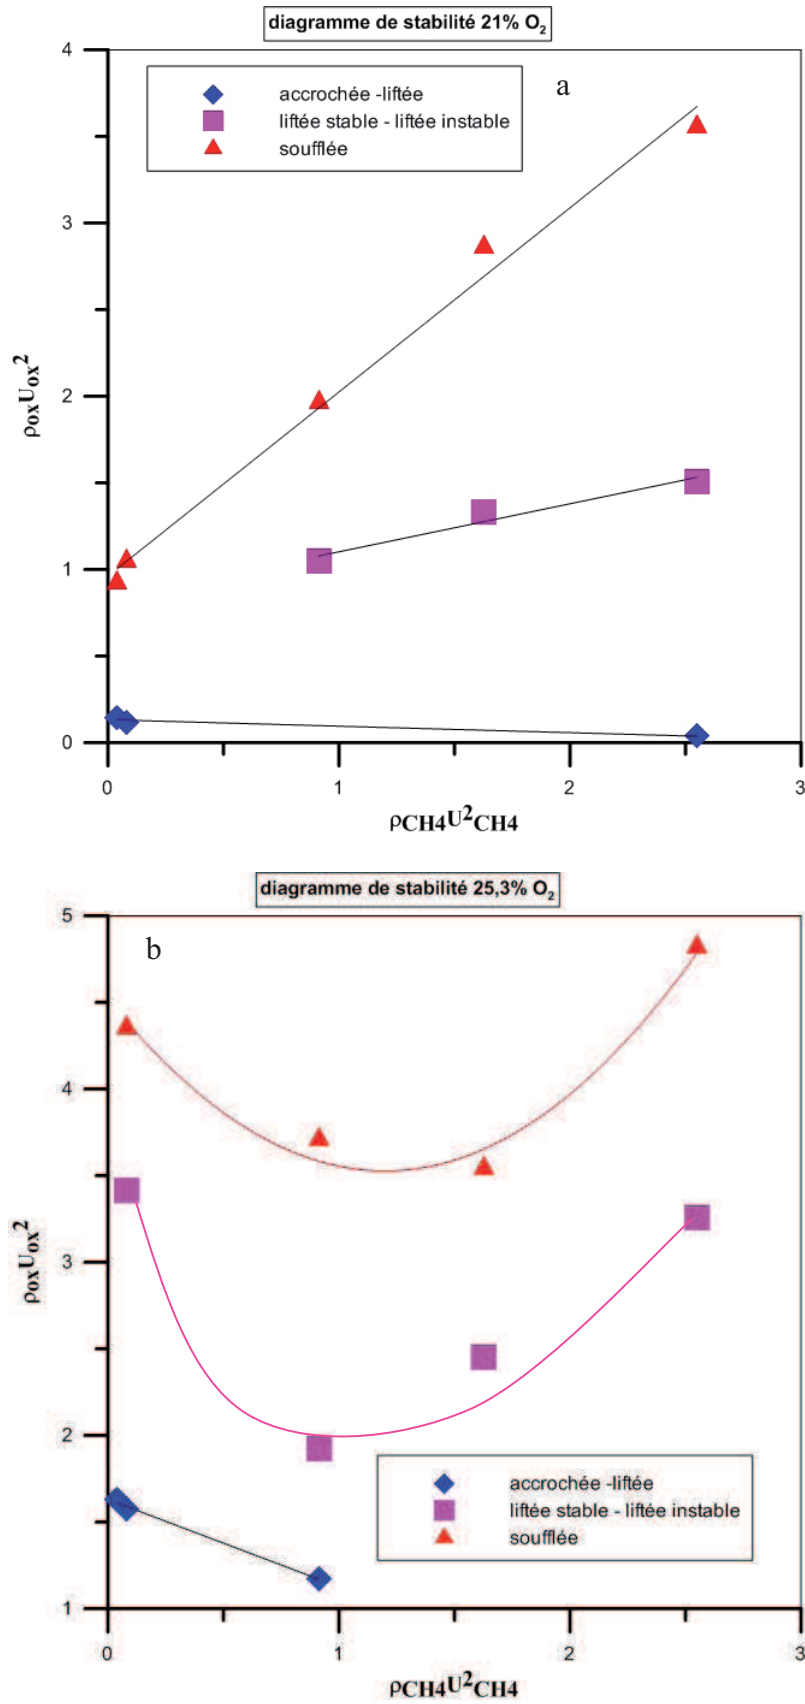 diagramme de stabilité 21% O₂
4
a
accrochée -liftée
liftée stable - liftée instable
soufflée
3
ρoxUox²
2
1
0
0 1 2 3
ρCH4U²CH4
diagramme de stabilité 25,3% O₂
5
b
4
3
ρoxUox²
2
accrochée -liftée
liftée stable - liftée instable
soufflée
1
0 1 2 3
ρCH4U²CH4